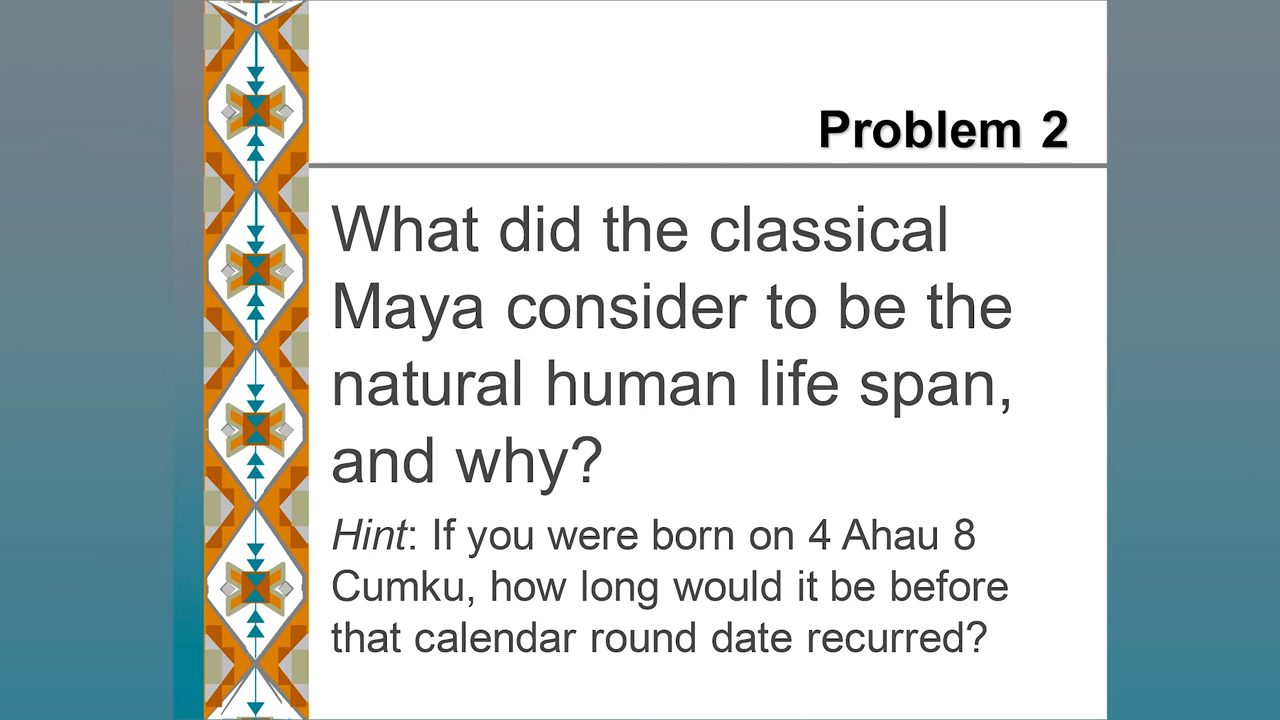 Problem 2
What did the classical
Maya consider to be the
natural human life span,
and why?
Hint: If you were born on 4 Ahau 8
Cumku, how long would it be before
that calendar round date recurred?